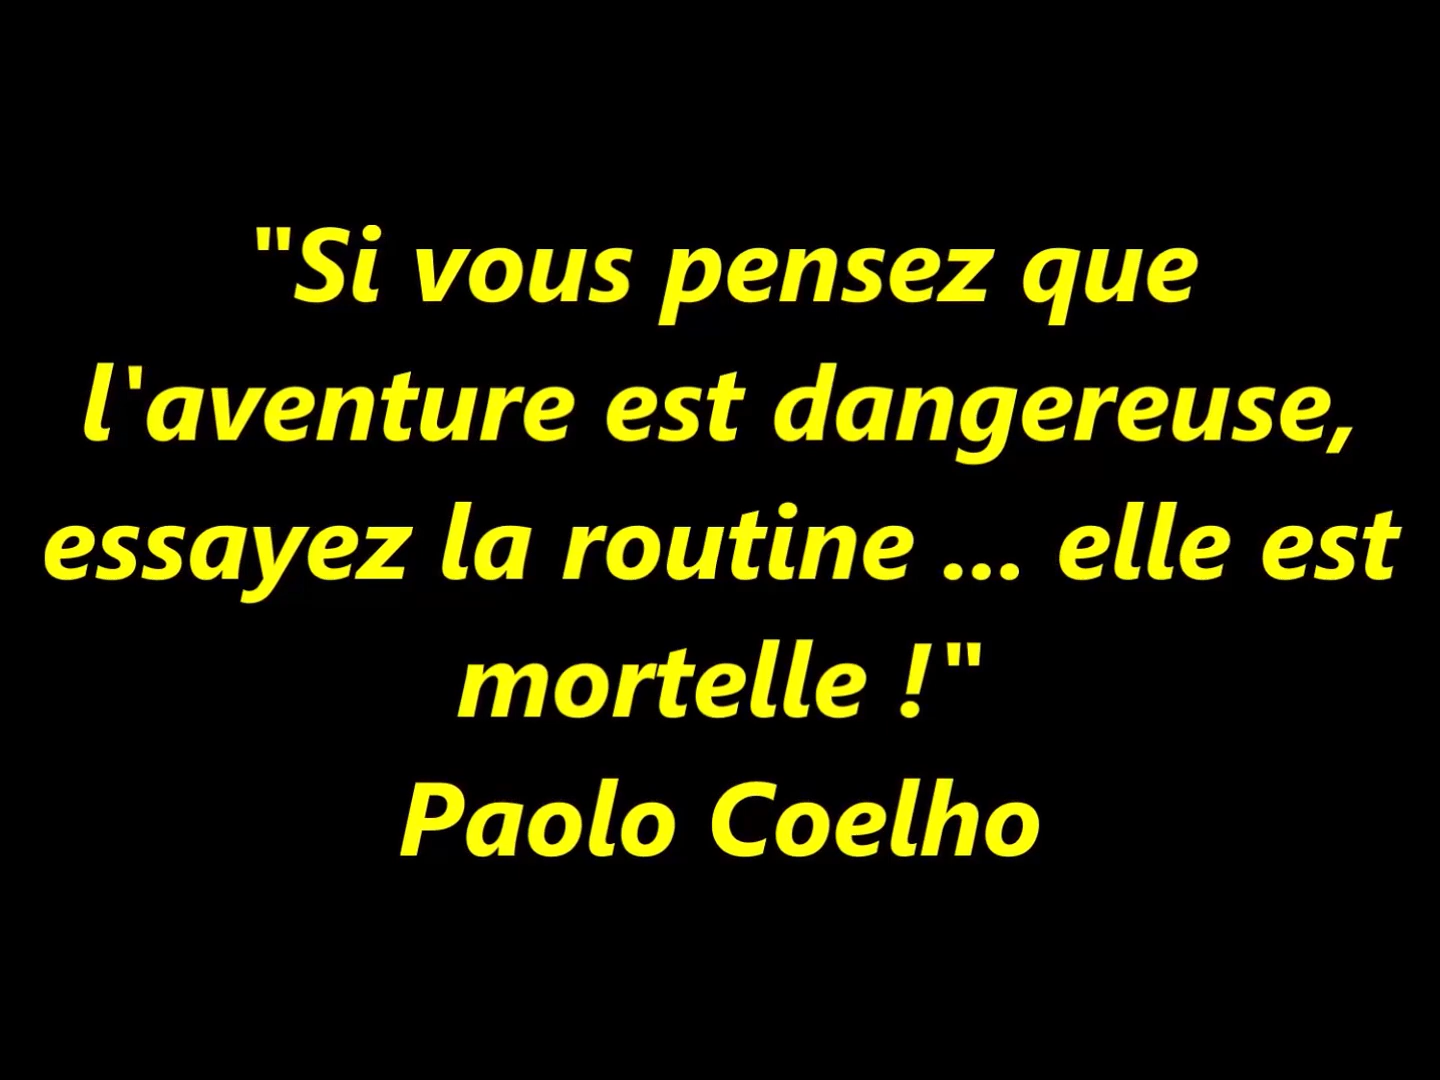 "Si vous pensez que
l'aventure est dangereuse,
essayez la routine ... elle est
mortelle !"
Paolo Coelho